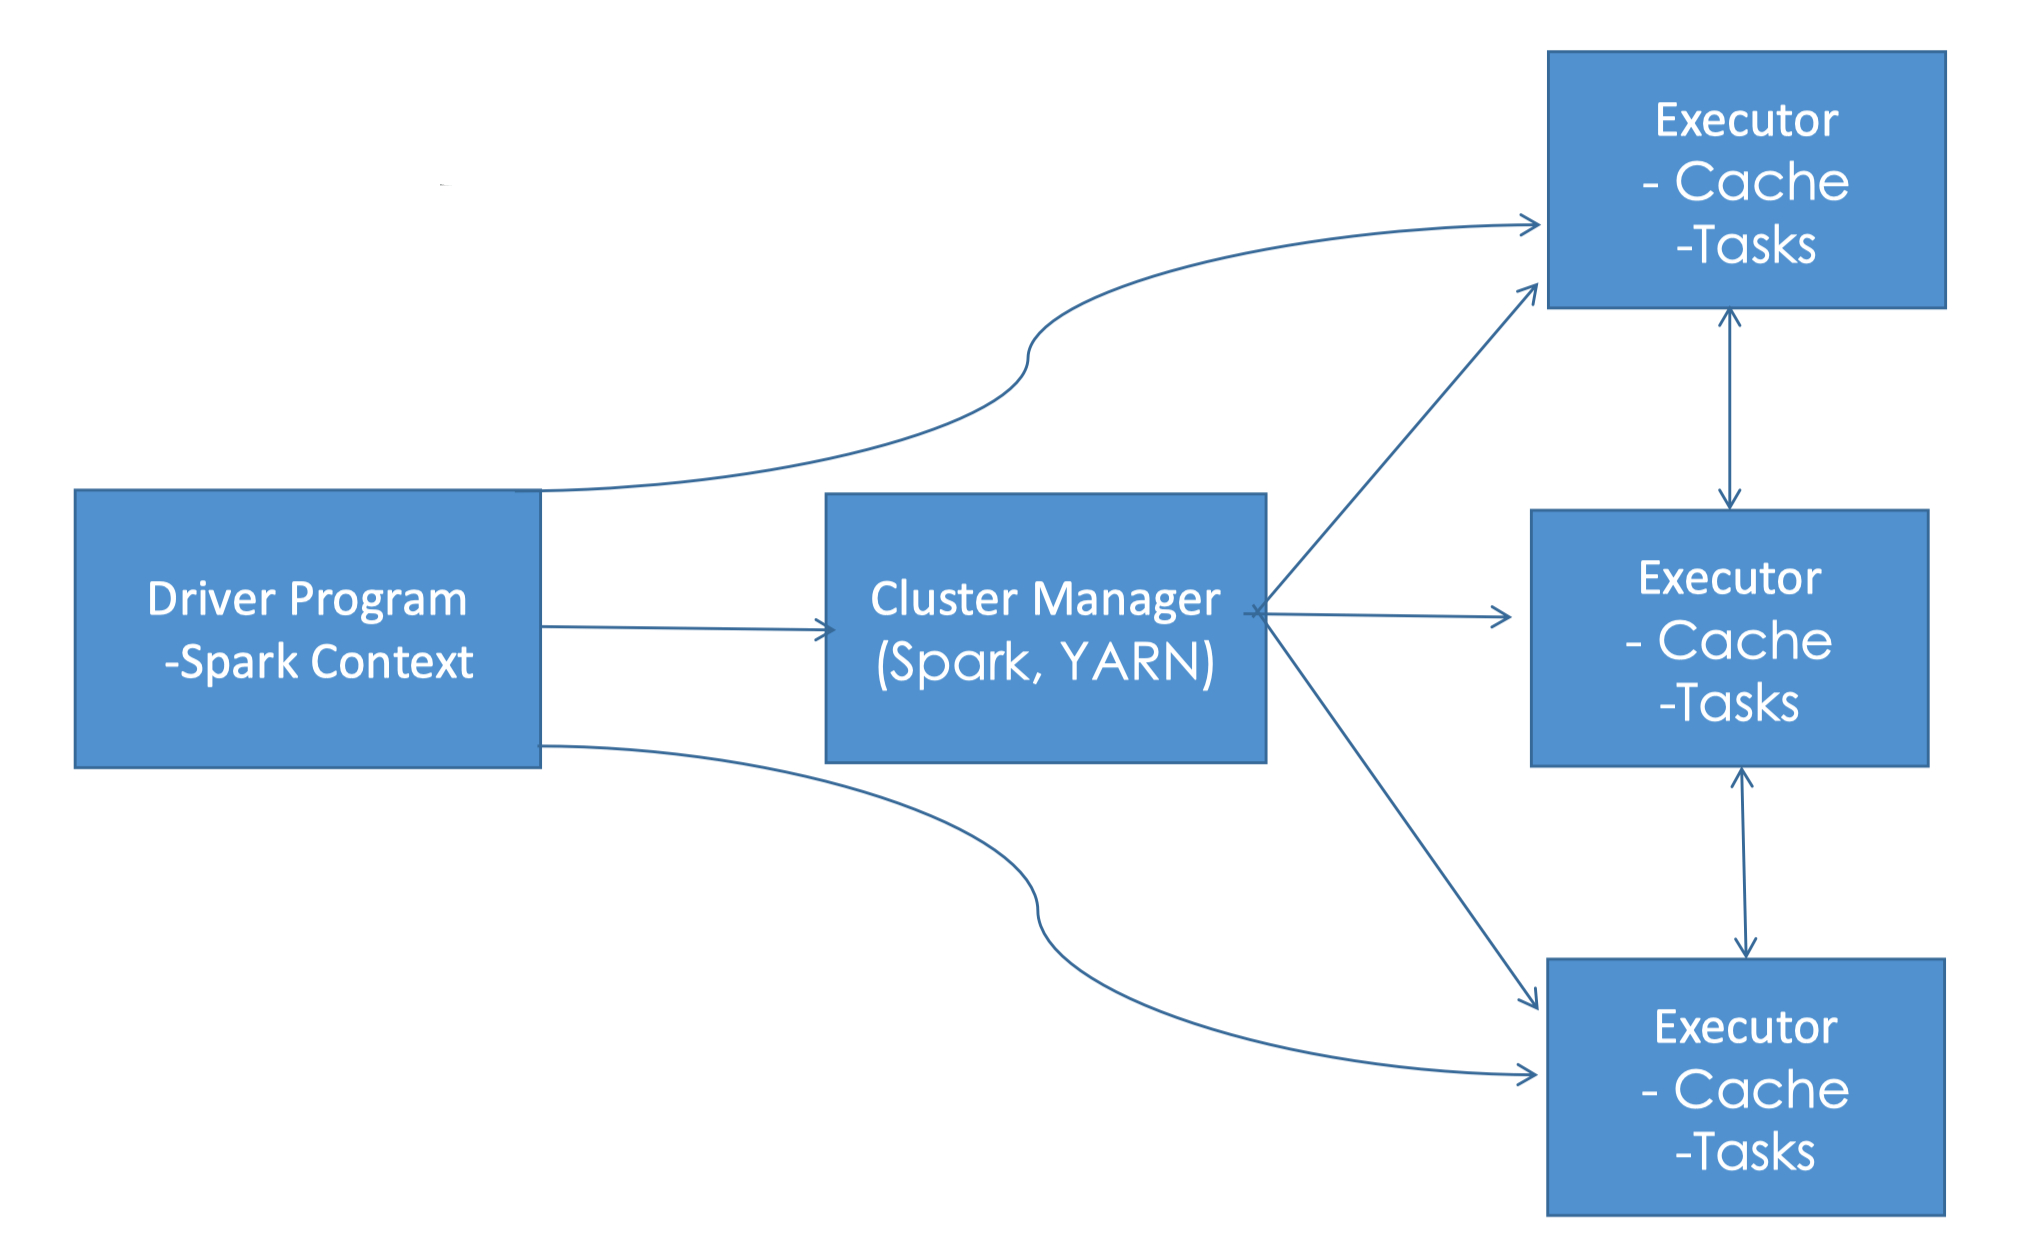 Executor
- Cache
-Tasks
Driver Program
-Spark Context
Cluster Manager
(Spark, YARN)
Executor
- Cache
-Tasks
Executor
- Cache
-Tasks